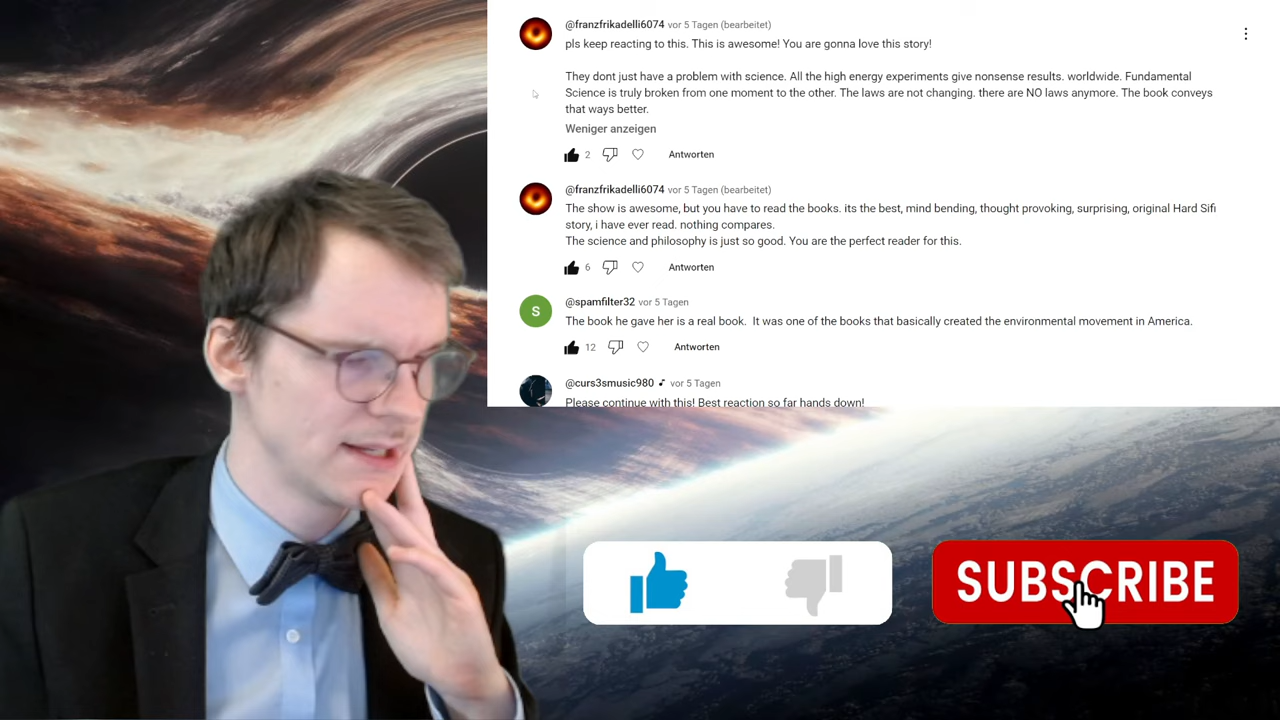 @franzfrikadelli6074 vor 5 Tagen (bearbeitet)
pls keep reacting to this. This is awesome! You are gonna love this story!
They dont just have a problem with science. All the high energy experiments give nonsense results. worldwide. Fundamental
Science is truly broken from one moment to the other. The laws are not changing. there are NO laws anymore. The book conveys
that ways better.
Weniger anzeigen
2 Antworten
@franzfrikadelli6074 vor 5 Tagen (bearbeitet)
The show is awesome, but you have to read the books. its the best, mind bending, thought provoking, surprising, original Hard Sifi
story, i have ever read. nothing compares.
The science and philosophy is just so good. You are the perfect reader for this.
6 Antworten
S
@spamfilter32 vor 5 Tagen
The book he gave her is a real book. It was one of the books that basically created the environmental movement in America.
12 Antworten
@curs3smusic980 vor 5 Tagen
Please continue with this! Best reaction so far hands down!
SUBSCRIBE